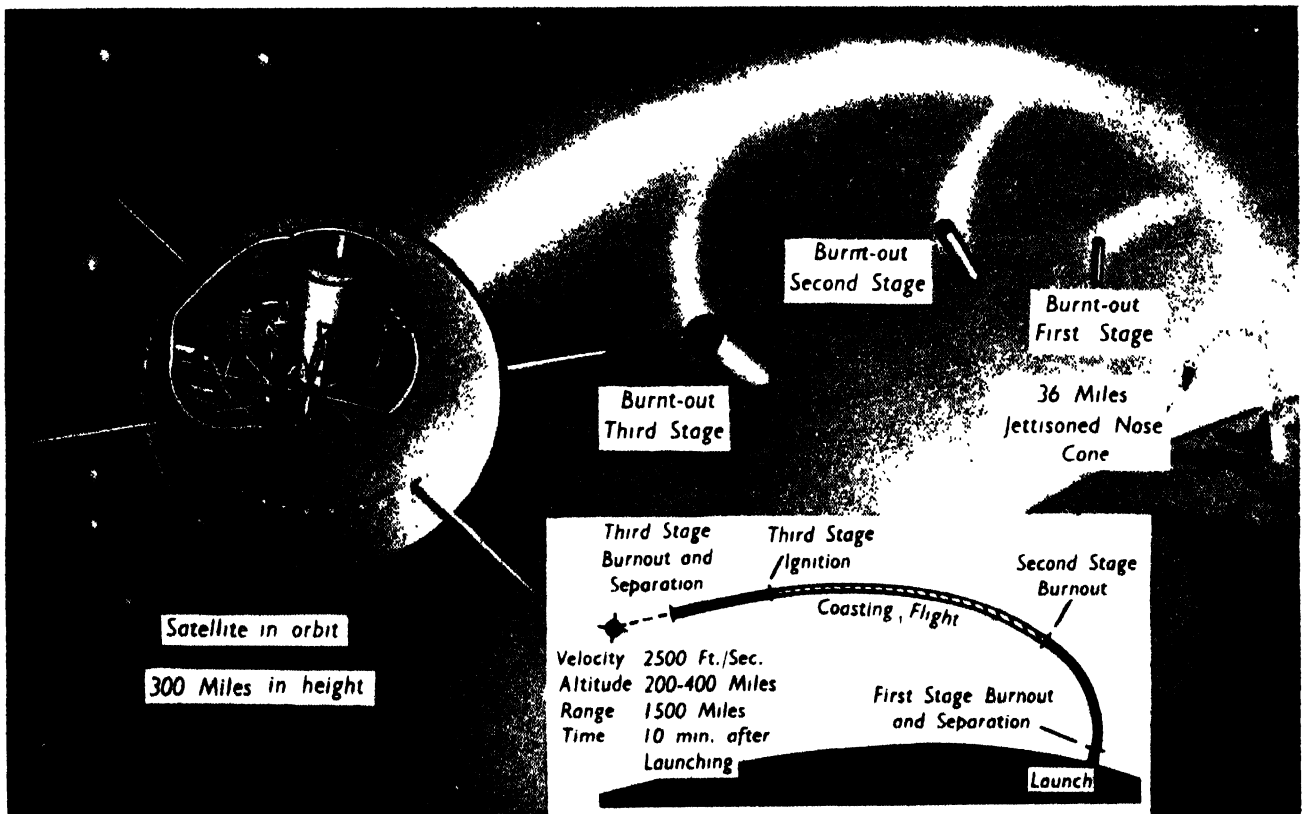 Burnt-out
Second Stage
Burnt-out
First Stage
Burnt-out
Third Stage
36 Miles
Jettisoned Nose
Cone
Satellite in orbit
300 Miles in height
Third Stage
Burnout and
Separation
Third Stage
Ignition
Second Stage
Burnout
Coasting, Flight
Velocity 2500 Ft./Sec.
Altitude 200-400 Miles
Range 1500 Miles
Time 10 min. after
Launching
First Stage Burnout
and Separation
Launch